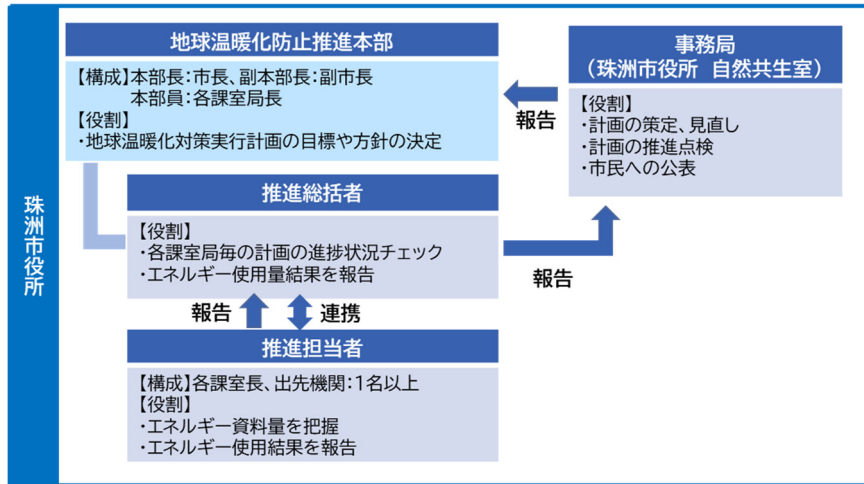 珠洲市役所
地球温暖化防止推進本部
【構成】本部長：市長、副本部長：副市長
本部員：各課室局長
【役割】
・地球温暖化対策実行計画の目標や方針の決定
事務局
（珠洲市役所　自然共生室）
【役割】
・計画の策定、見直し
・計画の推進点検
・市民への公表
報告
推進総括者
【役割】
・各課室局毎の計画の進捗状況チェック
・エネルギー使用量結果を報告
報告
報告
連携
推進担当者
【構成】各課室長、出先機関：1名以上
【役割】
・エネルギー資料量を把握
・エネルギー使用結果を報告